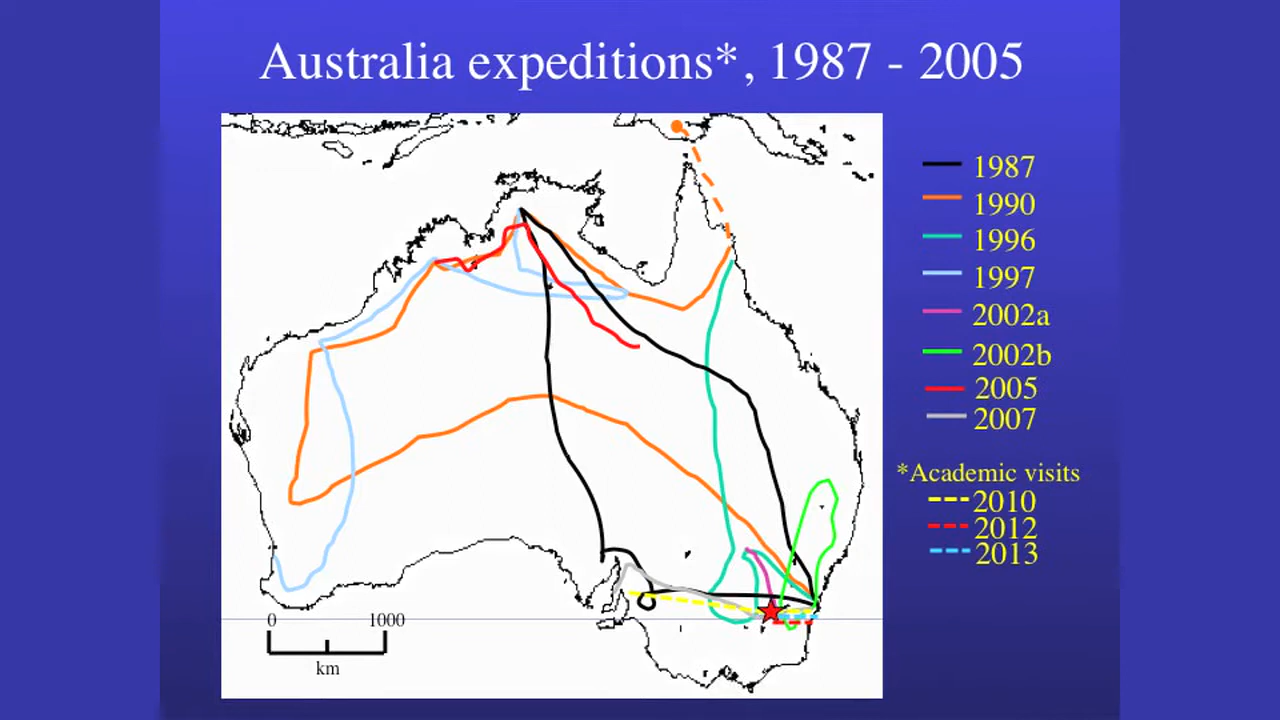 Australia expeditions*, 1987 - 2005
1987
1990
1996
1997
2002a
2002b
2005
2007
*Academic visits
2010
2012
2013
0 1000
km